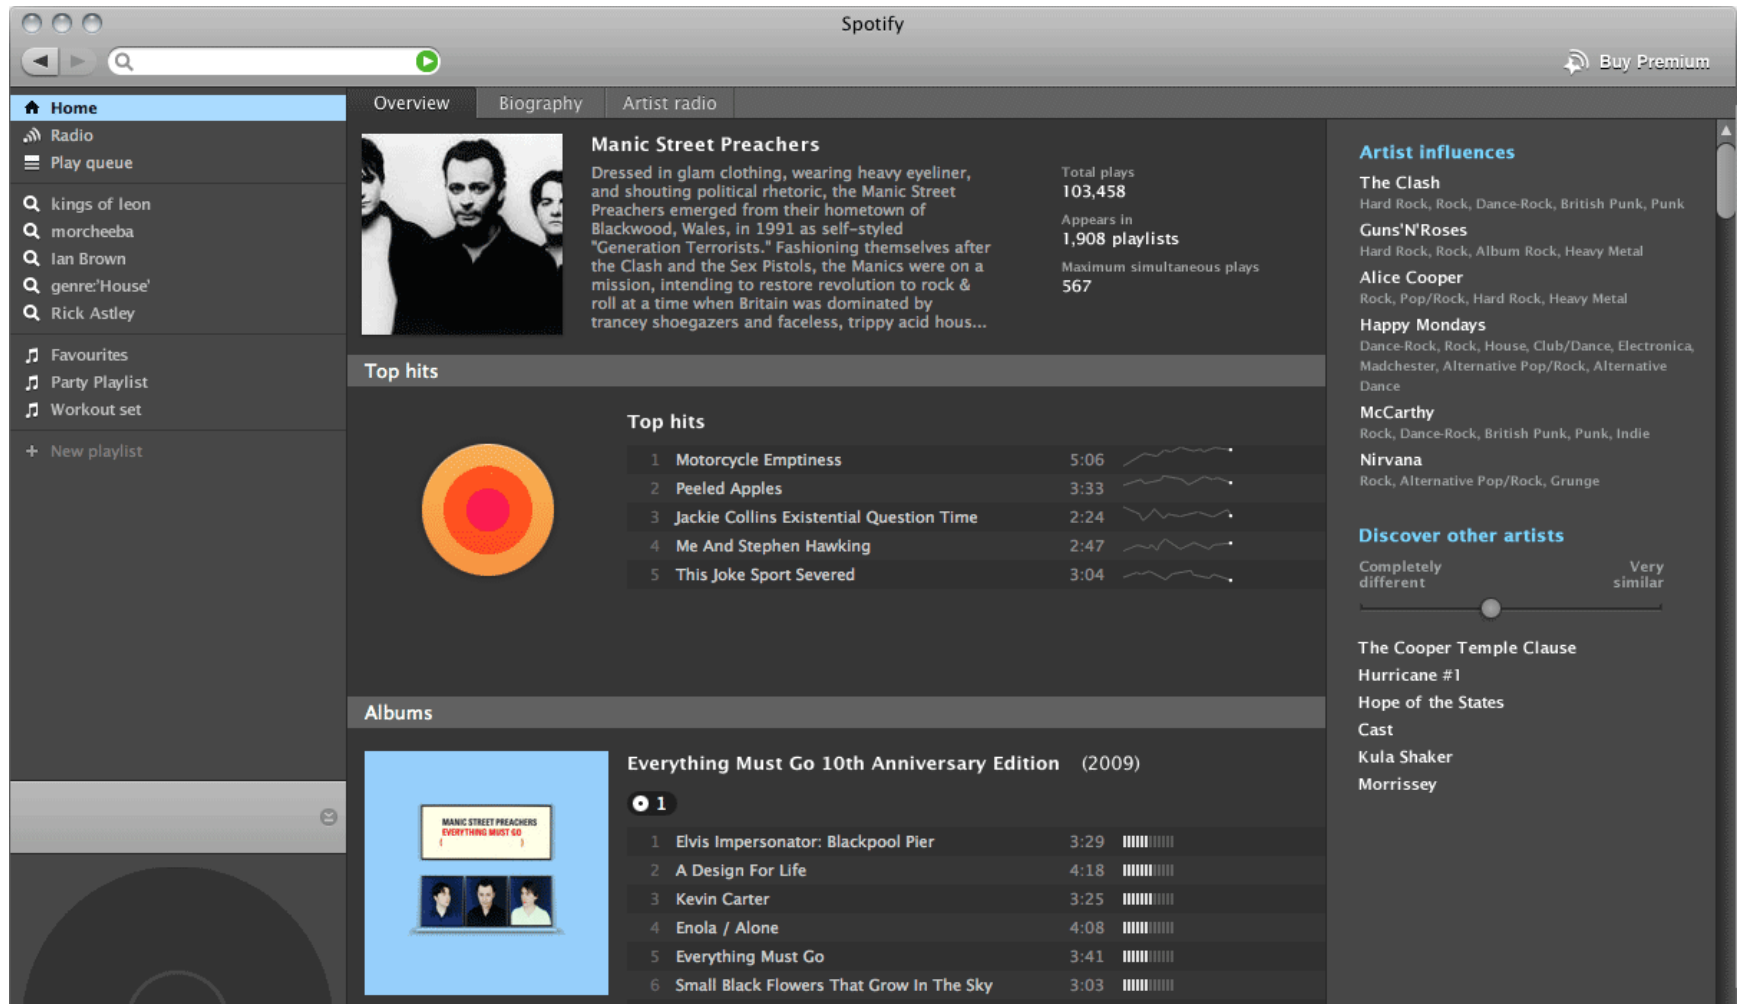 Spotify
Buy Premium
Home
Radio
Play queue
kings of leon
morcheeba
Ian Brown
genre:'House'
Rick Astley
Favourites
Party Playlist
Workout set
+ New playlist
Overview
Biography
Artist radio
Manic Street Preachers
Dressed in glam clothing, wearing heavy eyeliner,
and shouting political rhetoric, the Manic Street
Preachers emerged from their hometown of
Blackwood, Wales, in 1991 as self-styled
"Generation Terrorists." Fashioning themselves after
the Clash and the Sex Pistols, the Manics were on a
mission, intending to restore revolution to rock &
roll at a time when Britain was dominated by
trancey shoegazers and faceless, trippy acid hous...
Total plays
103,458
Appears in
1,908 playlists
Maximum simultaneous plays
567
Top hits
Top hits
1 Motorcycle Emptiness 5:06
2 Peeled Apples 3:33
3 Jackie Collins Existential Question Time 2:24
4 Me And Stephen Hawking 2:47
5 This Joke Sport Severed 3:04
Albums
MANIC STREET PREACHERS
EVERYTHING MUST GO
( )
Everything Must Go 10th Anniversary Edition (2009)
1
1 Elvis Impersonator: Blackpool Pier 3:29
2 A Design For Life 4:18
3 Kevin Carter 3:25
4 Enola / Alone 4:08
5 Everything Must Go 3:41
6 Small Black Flowers That Grow In The Sky 3:03
Artist influences
The Clash
Hard Rock, Rock, Dance-Rock, British Punk, Punk
Guns'N'Roses
Hard Rock, Rock, Album Rock, Heavy Metal
Alice Cooper
Rock, Pop/Rock, Hard Rock, Heavy Metal
Happy Mondays
Dance-Rock, Rock, House, Club/Dance, Electronica,
Madchester, Alternative Pop/Rock, Alternative
Dance
McCarthy
Rock, Dance-Rock, British Punk, Punk, Indie
Nirvana
Rock, Alternative Pop/Rock, Grunge
Discover other artists
Completely
different
Very
similar
The Cooper Temple Clause
Hurricane #1
Hope of the States
Cast
Kula Shaker
Morrissey